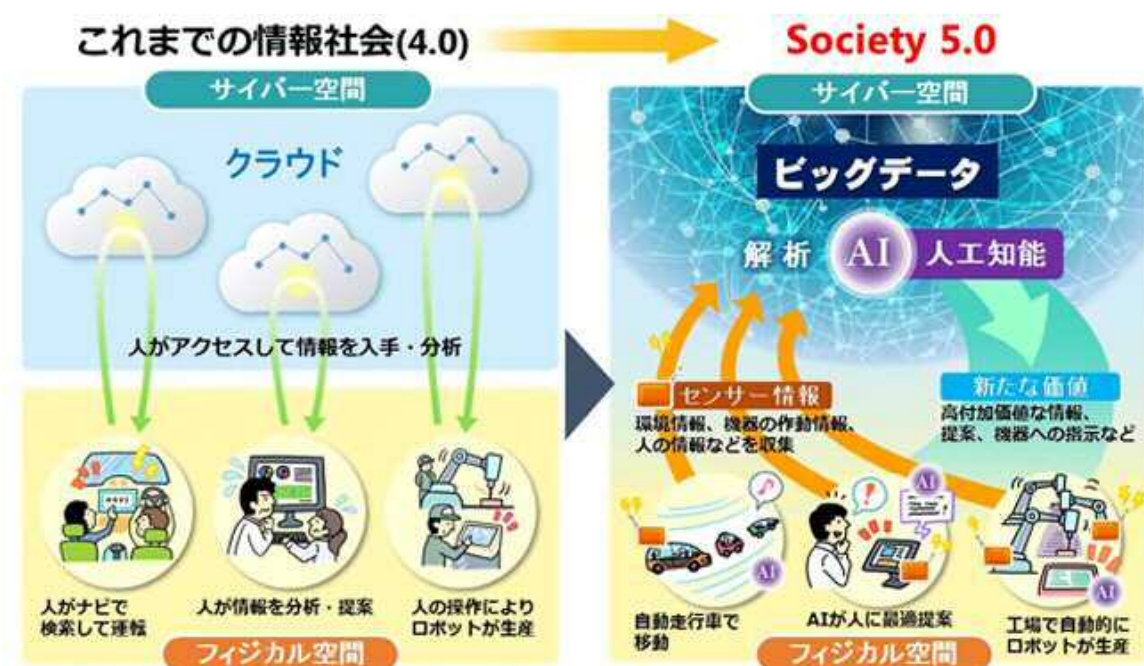 これまでの情報社会(4.0)
サイバー空間
クラウド
人がアクセスして情報を入手・分析
人がナビで
検索して運転
人が情報を分析・提案
人の操作により
ロボットが生産
フィジカル空間
Society 5.0
サイバー空間
ビッグデータ
解析
AI
人工知能
センサー情報
環境情報、機器の作動情報、
人の情報などを収集
新たな価値
高付加価値な情報、
提案、機器への指示など
AI
AI
AI
自動走行車で
移動
AIが人に最適提案
工場で自動的に
ロボットが生産
フィジカル空間